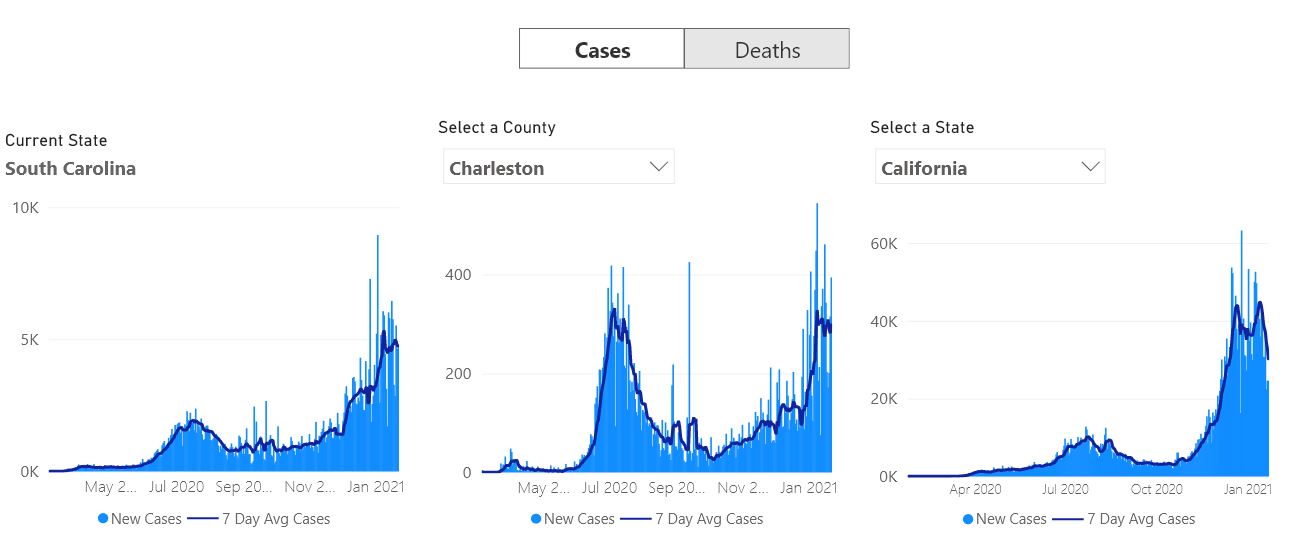 Cases Deaths
Current State
South Carolina
10K
5K
0K
May 2... Jul 2020 Sep 20... Nov 2... Jan 2021
New Cases 7 Day Avg Cases
Select a County
Charleston
400
200
0
May 2... Jul 2020 Sep 20... Nov 2... Jan 2021
New Cases 7 Day Avg Cases
Select a State
California
60K
40K
20K
0K
Apr 2020 Jul 2020 Oct 2020 Jan 2021
New Cases 7 Day Avg Cases